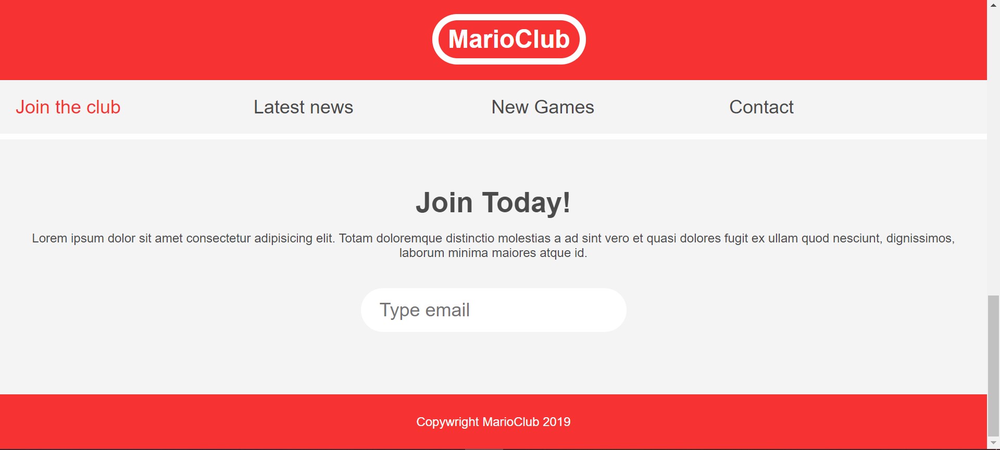 MarioClub
Join the club
Latest news
New Games
Contact
Join Today!
Lorem ipsum dolor sit amet consectetur adipisicing elit. Totam doloremque distinctio molestias a ad sint vero et quasi dolores fugit ex ullam quod nesciunt, dignissimos,
laborum minima maiores atque id.
Type email
Copywright MarioClub 2019